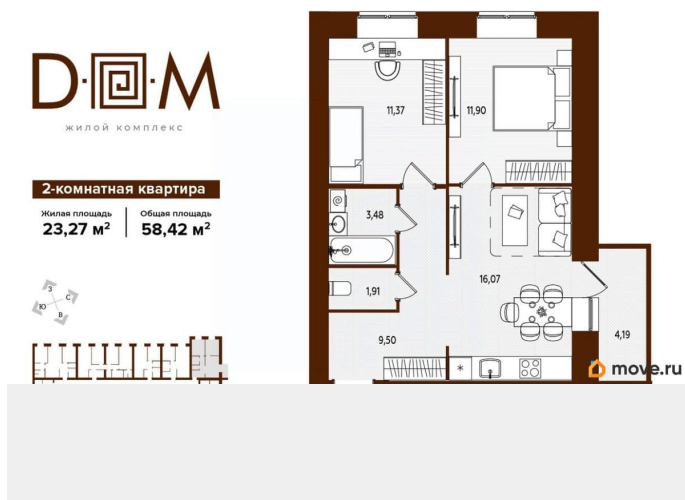 D·O·M
жилой комплекс
2-комнатная квартира
Жилая площадь
23,27 м²
Общая площадь
58,42 м²
З
С
Ю
В
11,37
11,90
3,48
16,07
1,91
9,50
4,19
move.ru